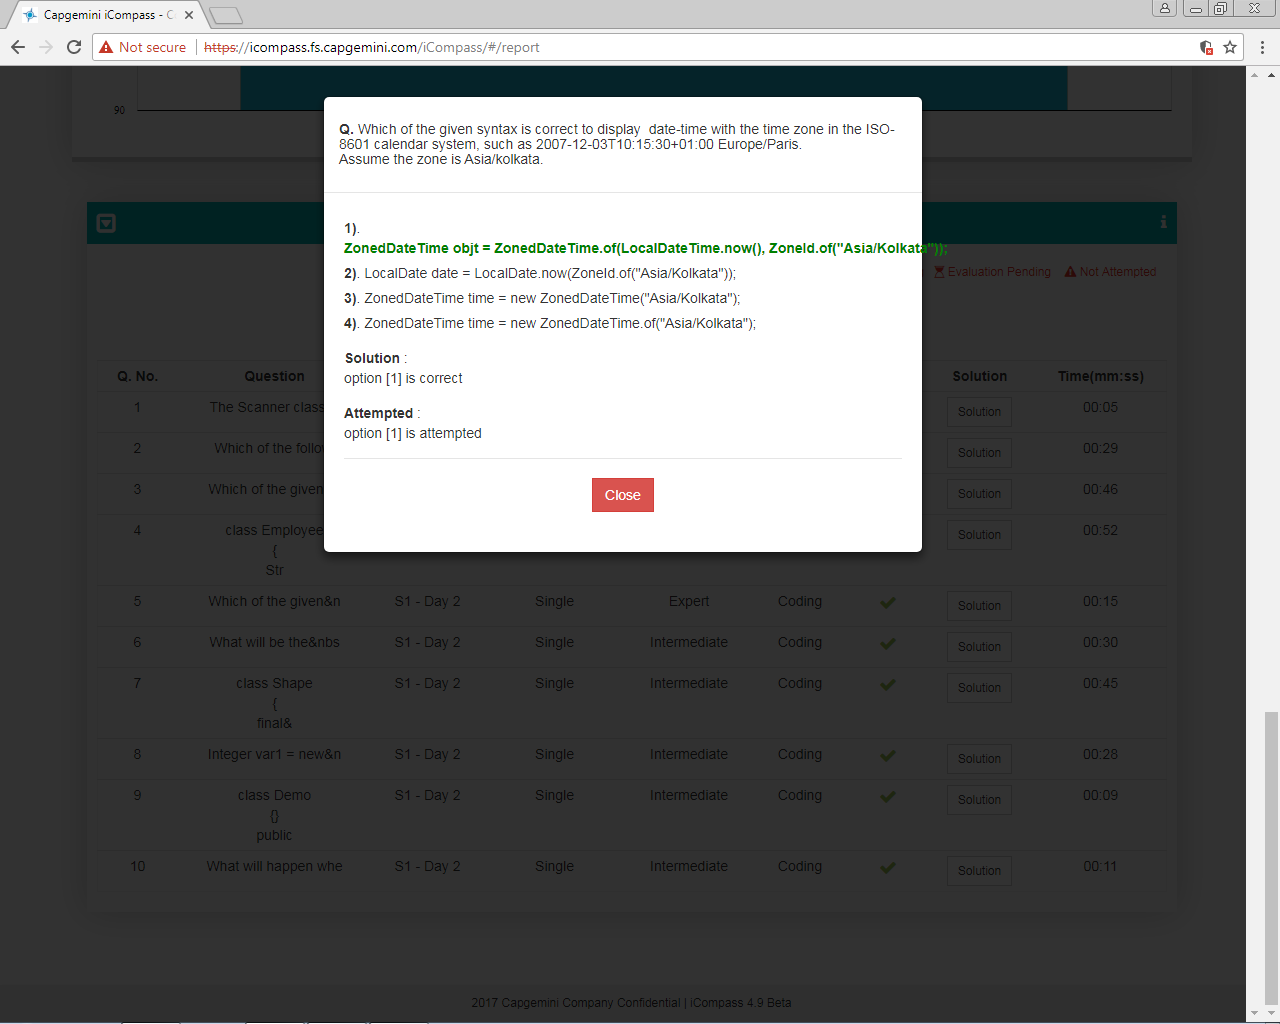 Capgemini iCompass - C
Not secure https://icompass.fs.capgemini.com/iCompass/#/report
90
Q. Which of the given syntax is correct to display date-time with the time zone in the ISO-
8601 calendar system, such as 2007-12-03T10:15:30+01:00 Europe/Paris.
Assume the zone is Asia/kolkata.
1).
ZonedDateTime objt = ZonedDateTime.of(LocalDateTime.now(), ZoneId.of("Asia/Kolkata"));
2). LocalDate date = LocalDate.now(ZoneId.of("Asia/Kolkata"));
3). ZonedDateTime time = new ZonedDateTime("Asia/Kolkata");
4). ZonedDateTime time = new ZonedDateTime.of("Asia/Kolkata");
Solution :
option [1] is correct
Attempted :
option [1] is attempted
Close
Evaluation Pending Not Attempted
Q. No. Question Solution Time(mm:ss)
1 The Scanner class Solution 00:05
2 Which of the follo Solution 00:29
3 Which of the given Solution 00:46
4 class Employee Solution 00:52
{
Str
5 Which of the given&n S1 - Day 2 Single Expert Coding Solution 00:15
6 What will be the&nbs S1 - Day 2 Single Intermediate Coding Solution 00:30
7 class Shape S1 - Day 2 Single Intermediate Coding Solution 00:45
{
final&
8 Integer var1 = new&n S1 - Day 2 Single Intermediate Coding Solution 00:28
9 class Demo S1 - Day 2 Single Intermediate Coding Solution 00:09
{}
public
10 What will happen whe S1 - Day 2 Single Intermediate Coding Solution 00:11
2017 Capgemini Company Confidential | iCompass 4.9 Beta